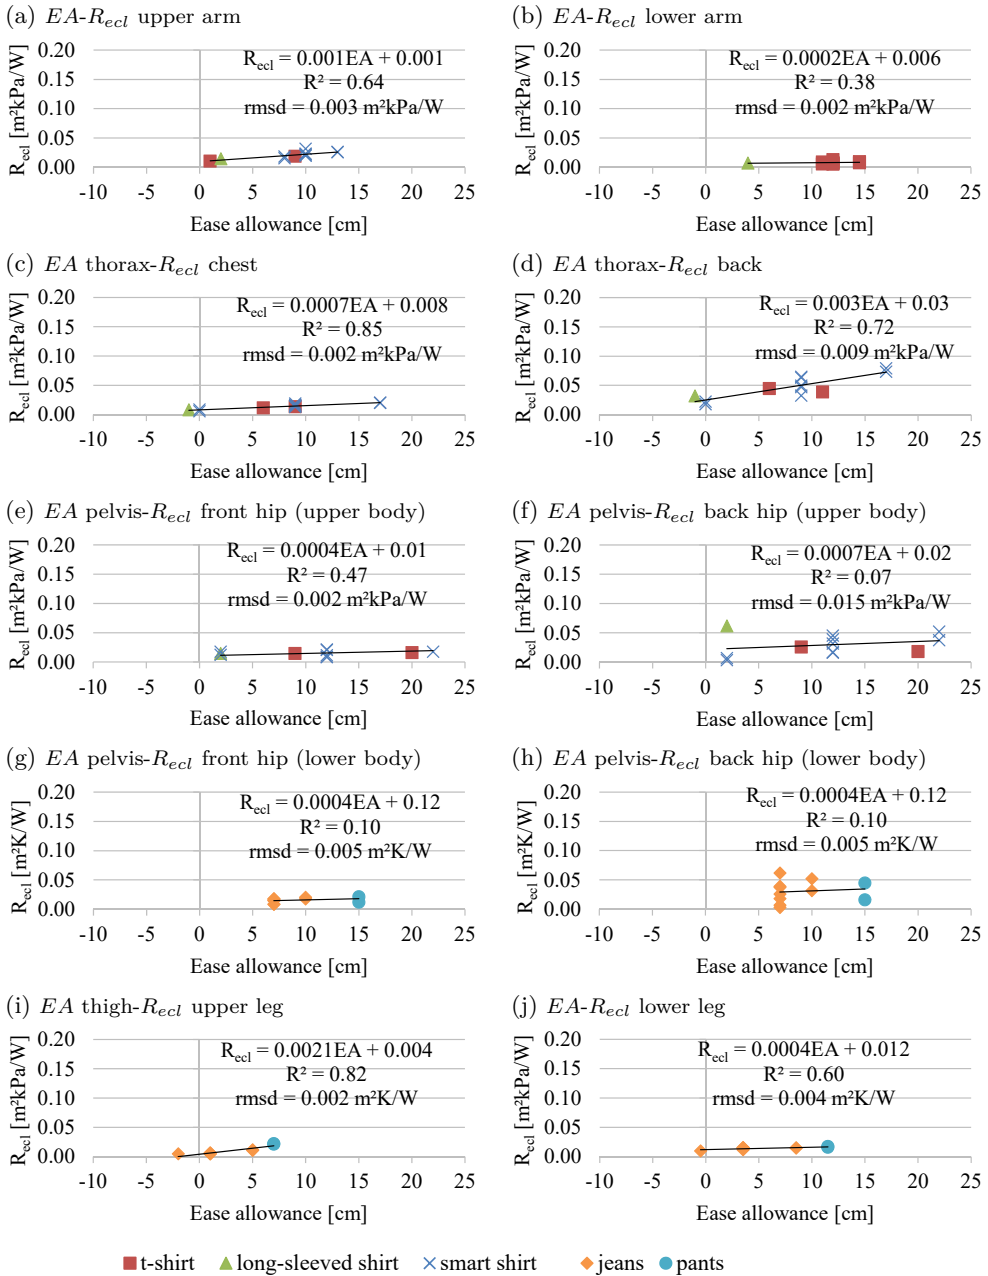 (a) EA-Recl upper arm
Recl [m²kPa/W]
0.20
0.15
0.10
0.05
0.00
Recl = 0.001EA + 0.001
R² = 0.64
rmsd = 0.003 m²kPa/W
-10 -5 0 5 10 15 20 25
Ease allowance [cm]
(b) EA-Recl lower arm
Recl [m²kPa/W]
0.20
0.15
0.10
0.05
0.00
Recl = 0.0002EA + 0.006
R² = 0.38
rmsd = 0.002 m²kPa/W
-10 -5 0 5 10 15 20 25
Ease allowance [cm]
(c) EA thorax-Recl chest
Recl [m²kPa/W]
0.20
0.15
0.10
0.05
0.00
Recl = 0.0007EA + 0.008
R² = 0.85
rmsd = 0.002 m²kPa/W
-10 -5 0 5 10 15 20 25
Ease allowance [cm]
(d) EA thorax-Recl back
Recl [m²kPa/W]
0.20
0.15
0.10
0.05
0.00
Recl = 0.003EA + 0.03
R² = 0.72
rmsd = 0.009 m²kPa/W
-10 -5 0 5 10 15 20 25
Ease allowance [cm]
(e) EA pelvis-Recl front hip (upper body)
Recl [m²kPa/W]
0.20
0.15
0.10
0.05
0.00
Recl = 0.0004EA + 0.01
R² = 0.47
rmsd = 0.002 m²kPa/W
-10 -5 0 5 10 15 20 25
Ease allowance [cm]
(f) EA pelvis-Recl back hip (upper body)
Recl [m²kPa/W]
0.20
0.15
0.10
0.05
0.00
Recl = 0.0007EA + 0.02
R² = 0.07
rmsd = 0.015 m²kPa/W
-10 -5 0 5 10 15 20 25
Ease allowance [cm]
(g) EA pelvis-Recl front hip (lower body)
Recl [m²K/W]
0.20
0.15
0.10
0.05
0.00
Recl = 0.0004EA + 0.12
R² = 0.10
rmsd = 0.005 m²K/W
-10 -5 0 5 10 15 20 25
Ease allowance [cm]
(h) EA pelvis-Recl back hip (lower body)
Recl [m²K/W]
0.20
0.15
0.10
0.05
0.00
Recl = 0.0004EA + 0.12
R² = 0.10
rmsd = 0.005 m²K/W
-10 -5 0 5 10 15 20 25
Ease allowance [cm]
(i) EA thigh-Recl upper leg
Recl [m²kPa/W]
0.20
0.15
0.10
0.05
0.00
Recl = 0.0021EA + 0.004
R² = 0.82
rmsd = 0.002 m²K/W
-10 -5 0 5 10 15 20 25
Ease allowance [cm]
(j) EA-Recl lower leg
Recl [m²kPa/W]
0.20
0.15
0.10
0.05
0.00
Recl = 0.0004EA + 0.012
R² = 0.60
rmsd = 0.004 m²K/W
-10 -5 0 5 10 15 20 25
Ease allowance [cm]
t-shirt long-sleeved shirt smart shirt jeans pants